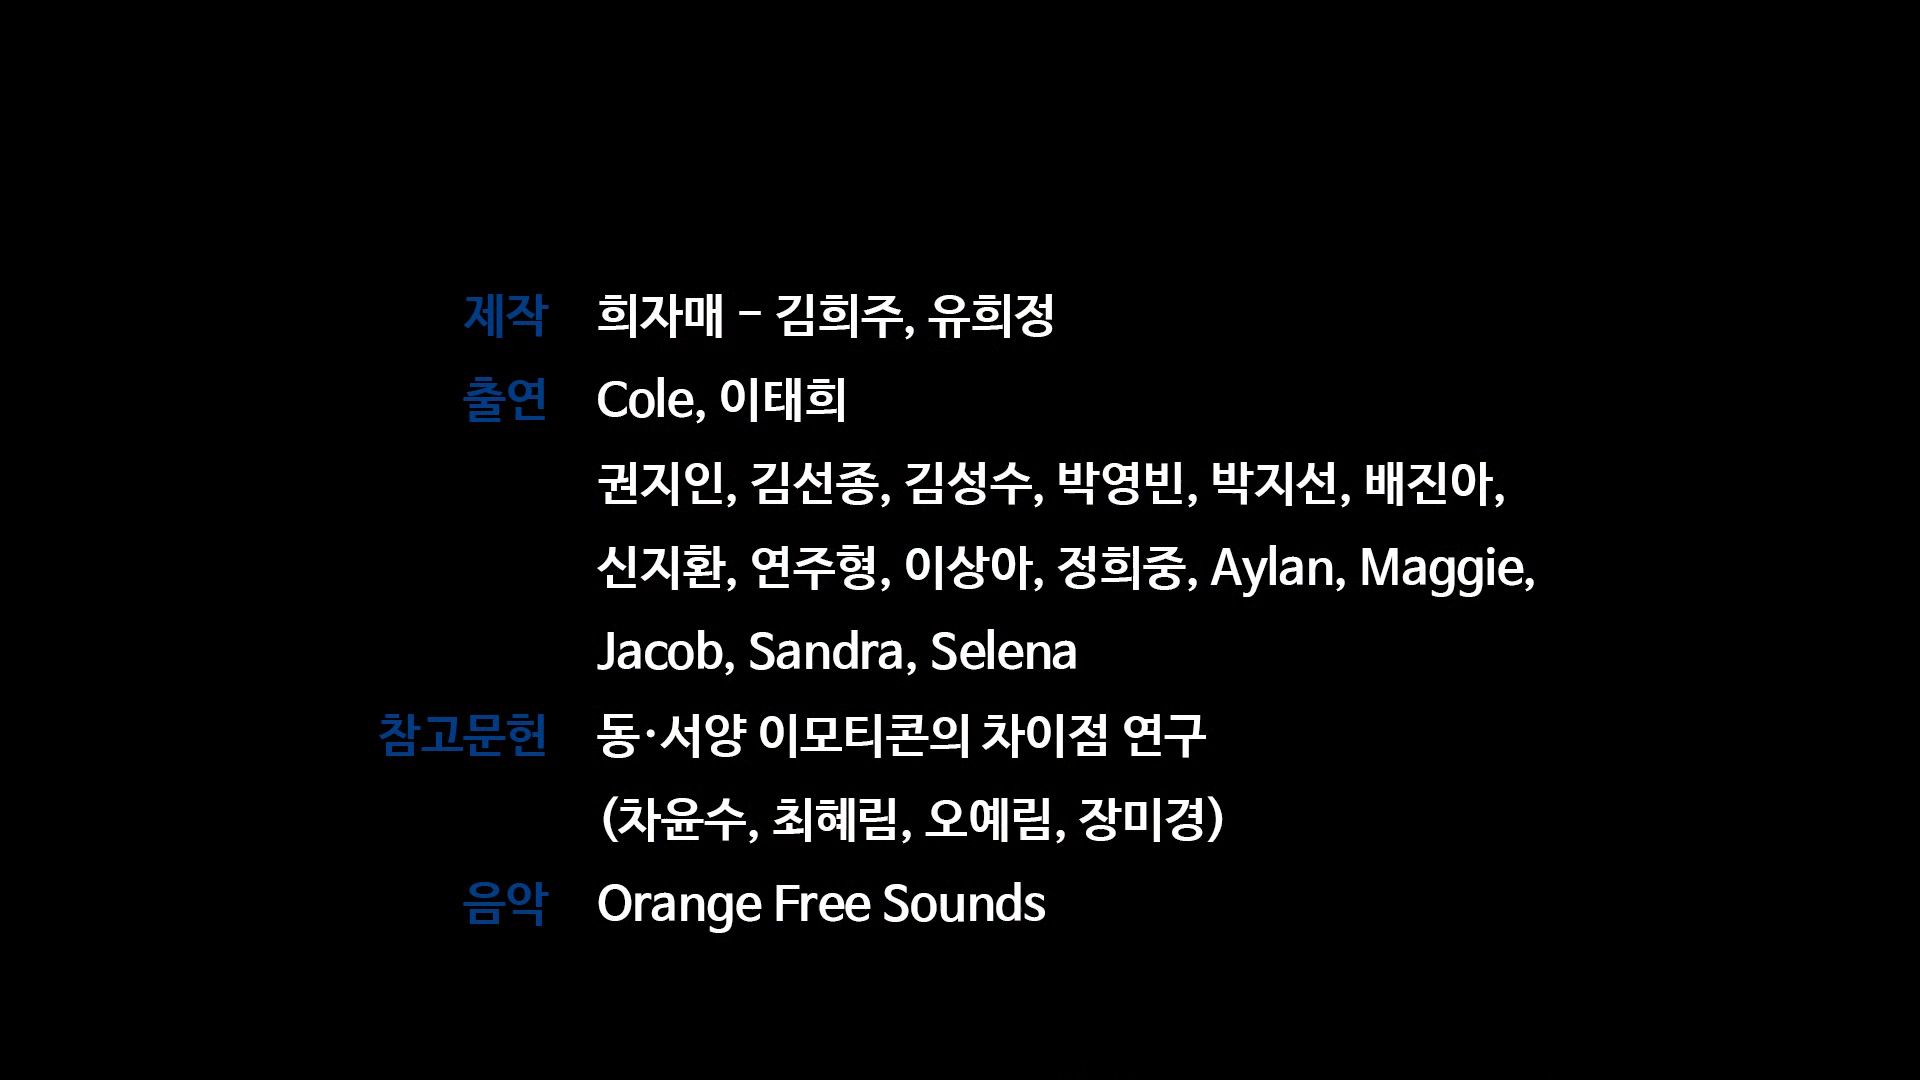 제작 희자매 - 김희주, 유희정
출연 Cole, 이태희
권지인, 김선종, 김성수, 박영빈, 박지선, 배진아,
신지환, 연주형, 이상아, 정희중, Aylan, Maggie,
Jacob, Sandra, Selena
참고문헌 동·서양 이모티콘의 차이점 연구
(차윤수, 최혜림, 오예림, 장미경)
음악 Orange Free Sounds